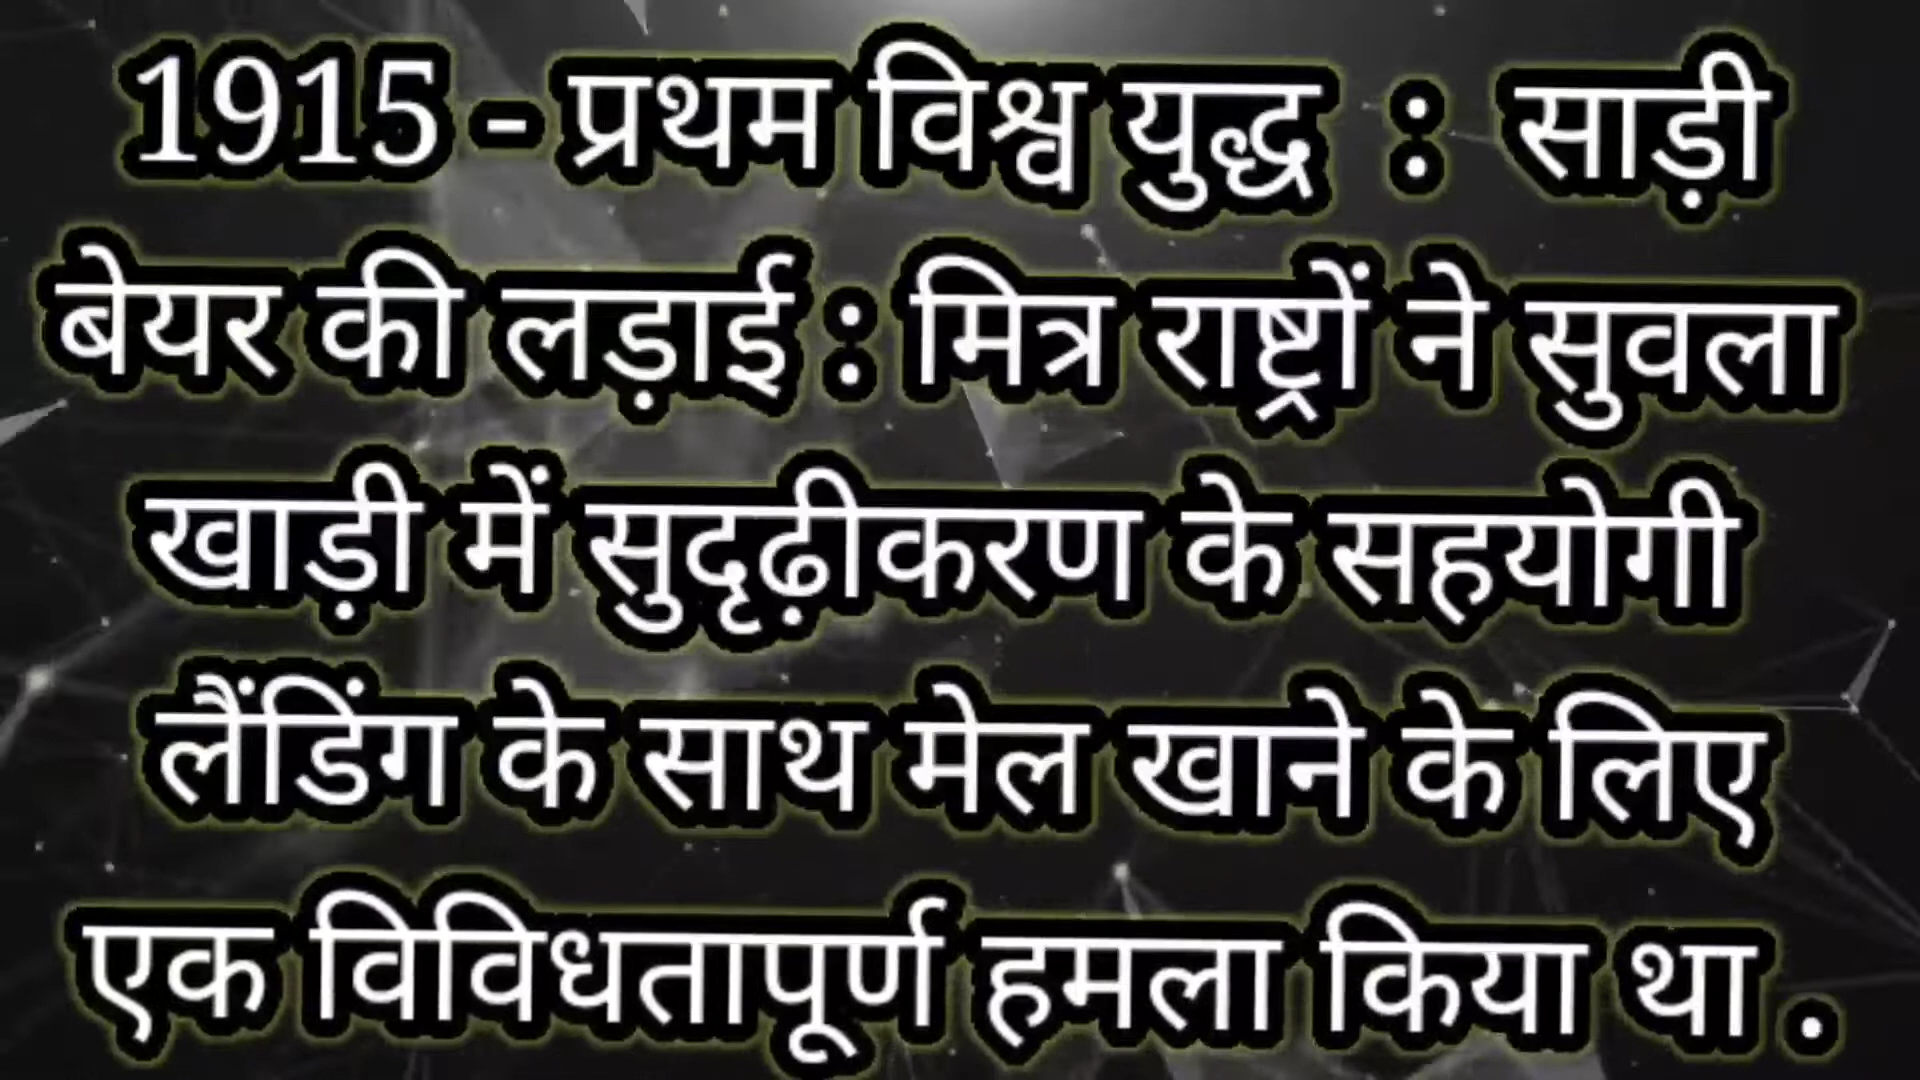 1915 - प्रथम विश्व युद्ध : साड़ी
बेयर की लड़ाई : मित्र राष्ट्रों ने सुवला
खाड़ी में सुदृढ़ीकरण के सहयोगी
लैंडिंग के साथ मेल खाने के लिए
एक विविधतापूर्ण हमला किया था .